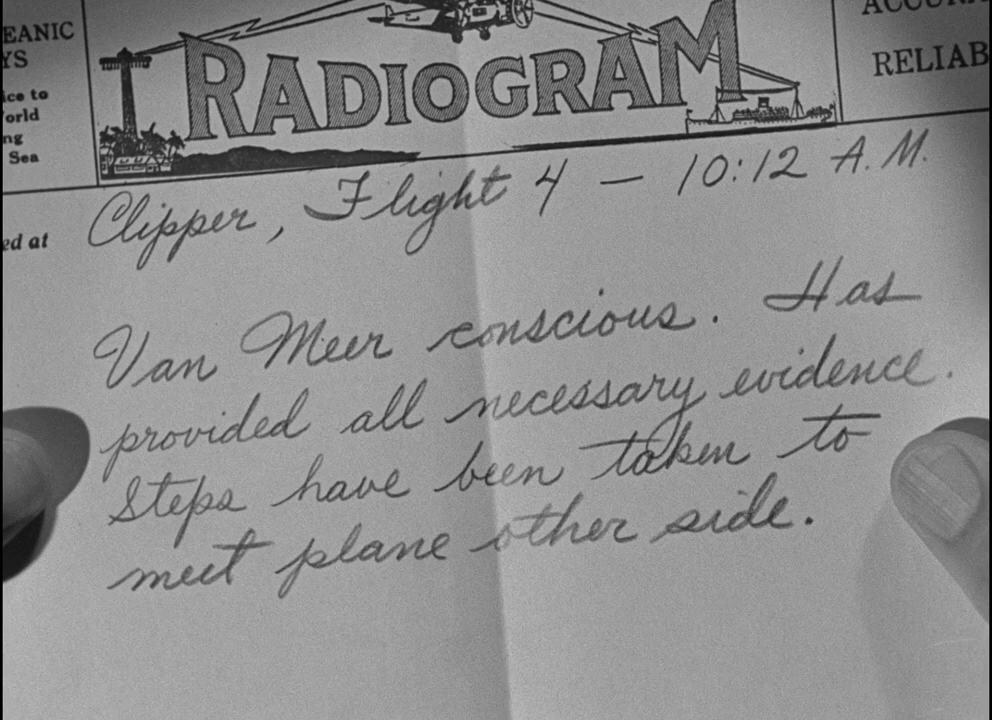 EANIC
YS
ice to
orld
ng
Sea
RADIOGRAM
RELIAB
ed at
Clipper, Flight 4 — 10:12 A.M.
Van Meer conscious. Has
provided all necessary evidence.
Steps have been taken to
meet plane other side.